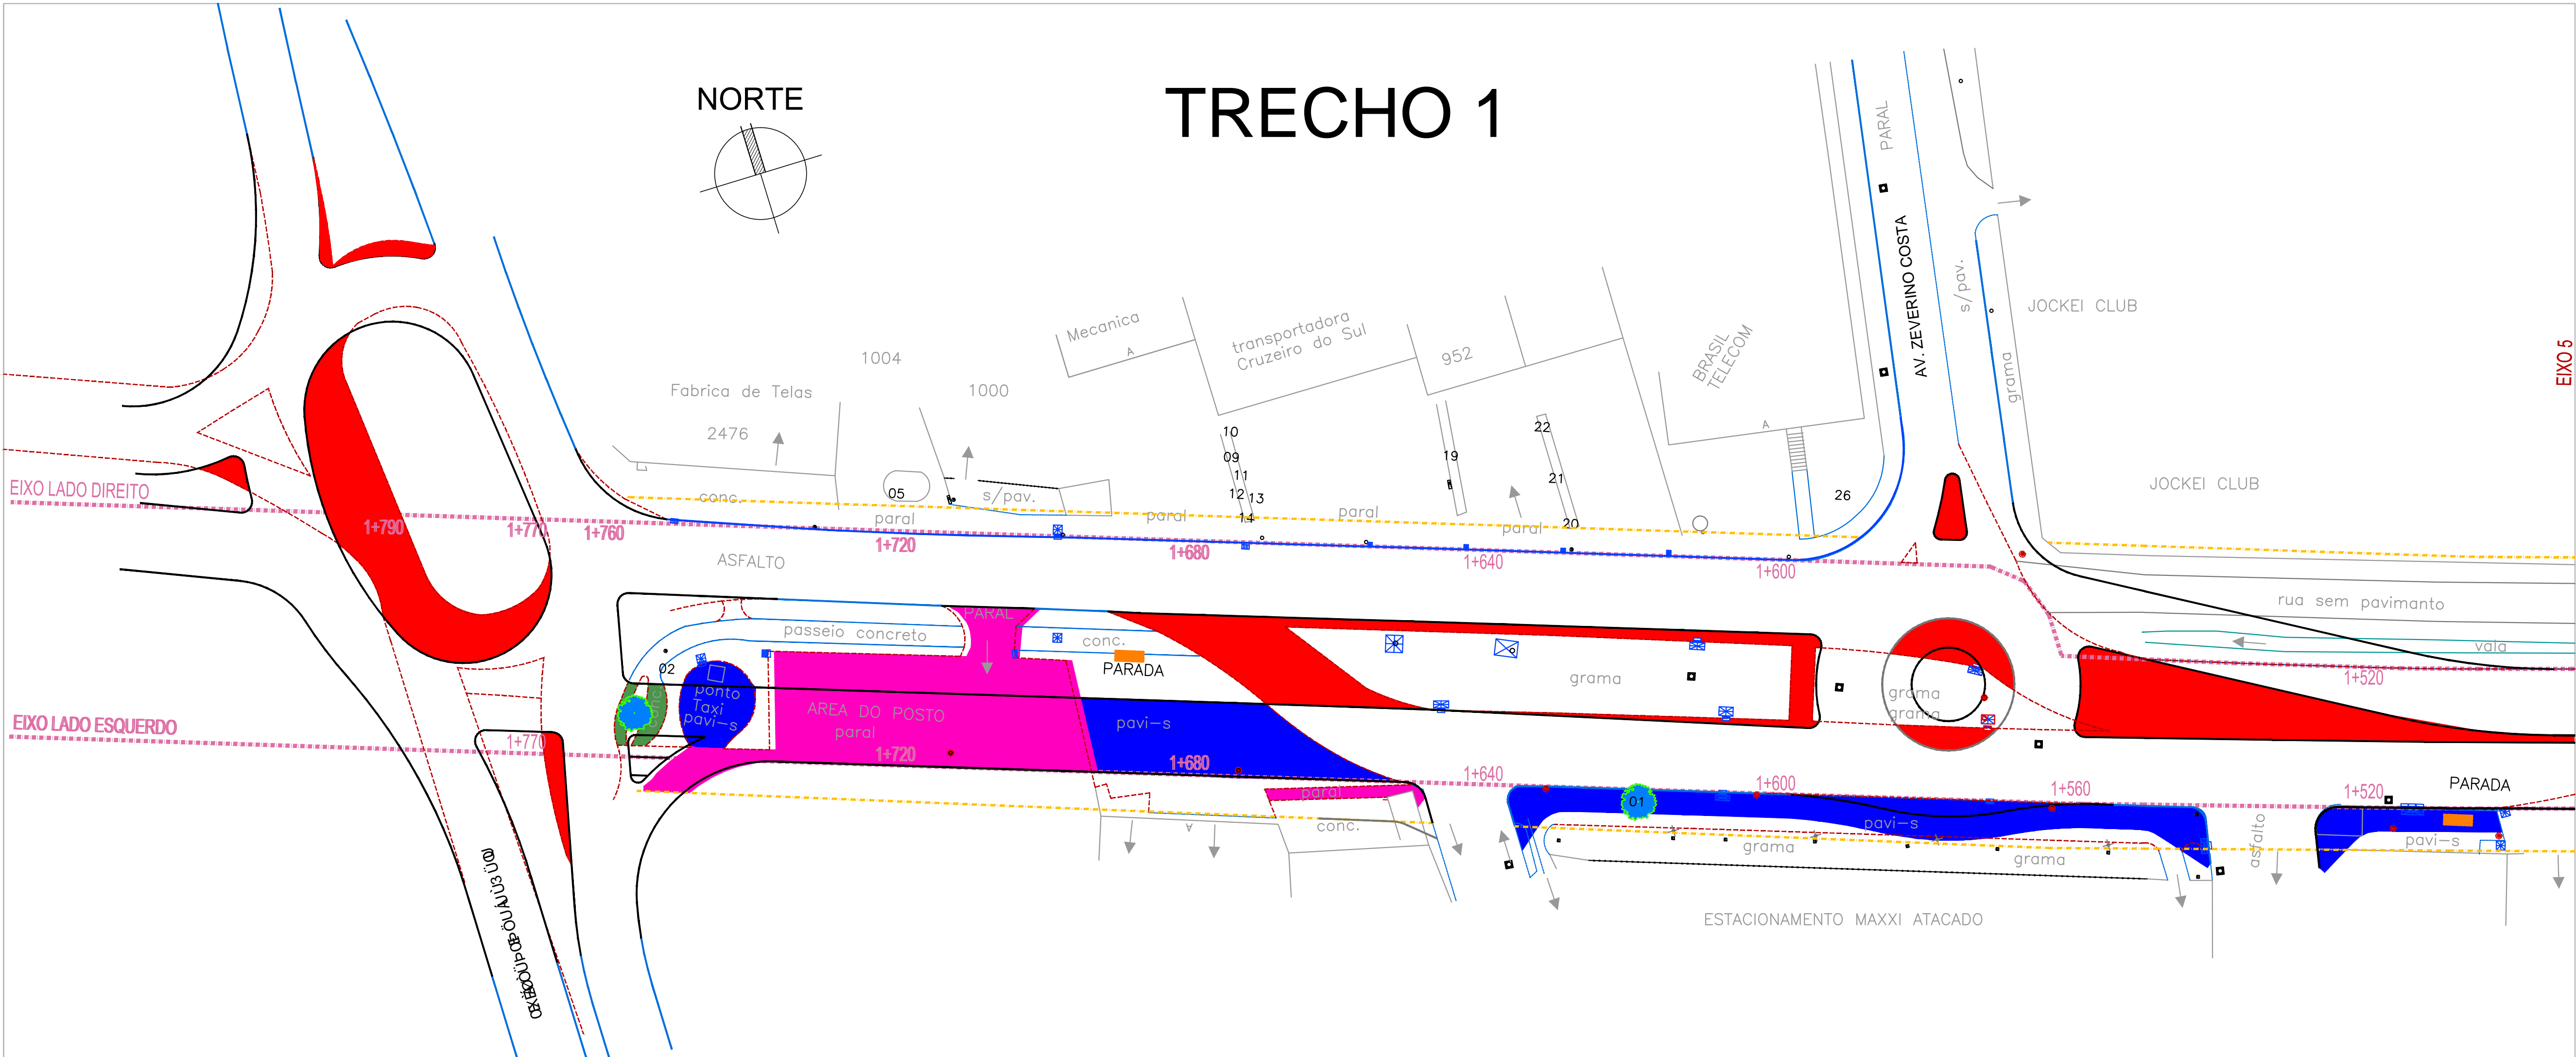 TRECHO 1
NORTE
PARAL
AV. ZEVERINO COSTA
s/pav.
grama
JOCKEI CLUB
EIXO 5
Mecanica
A
transportadora
Cruzeiro do Sul
952
BRASIL
TELECOM
A
1004
1000
Fabrica de Telas
2476
10
09
11
12
13
14
19
22
21
20
26
JOCKEI CLUB
EIXO LADO DIREITO
conc.
05
s/pav.
paral
paral
paral
paral
1+790
1+770
1+760
1+720
1+680
1+640
1+600
ASFALTO
rua sem pavimanto
vala
1+520
PARAL
passeio concreto
conc.
PARADA
grama
grama
grama
02
ponto
Taxi
pavi-s
AREA DO POSTO
paral
pavi-s
EIXO LADO ESQUERDO
1+770
1+720
1+680
1+640
1+600
1+560
1+520
PARADA
paral
01
pavi-s
pavi-s
A
conc.
grama
grama
asfalto
ESTACIONAMENTO MAXXI ATACADO